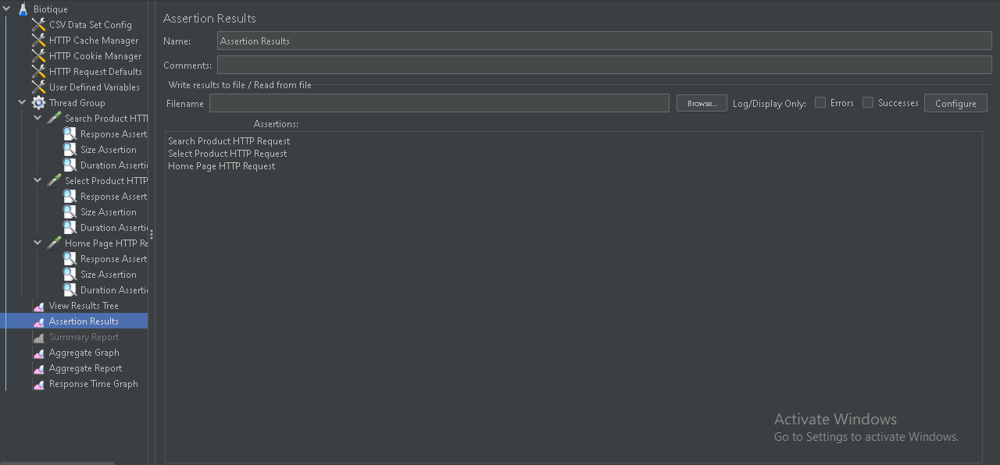 Biotique
CSV Data Set Config
HTTP Cache Manager
HTTP Cookie Manager
HTTP Request Defaults
User Defined Variables
Thread Group
Search Product HTT
Response Assert
Size Assertion
Duration Asserti
Select Product HTTP
Response Assert
Size Assertion
Duration Asserti
Home Page HTTP Re
Response Assert
Size Assertion
Duration Asserti
View Results Tree
Assertion Results
Summary Report
Aggregate Graph
Aggregate Report
Response Time Graph
Assertion Results
Name: Assertion Results
Comments:
Write results to file / Read from file
Filename Browse... Log/Display Only: Errors Successes Configure
Assertions:
Search Product HTTP Request
Select Product HTTP Request
Home Page HTTP Request
Activate Windows
Go to Settings to activate Windows.